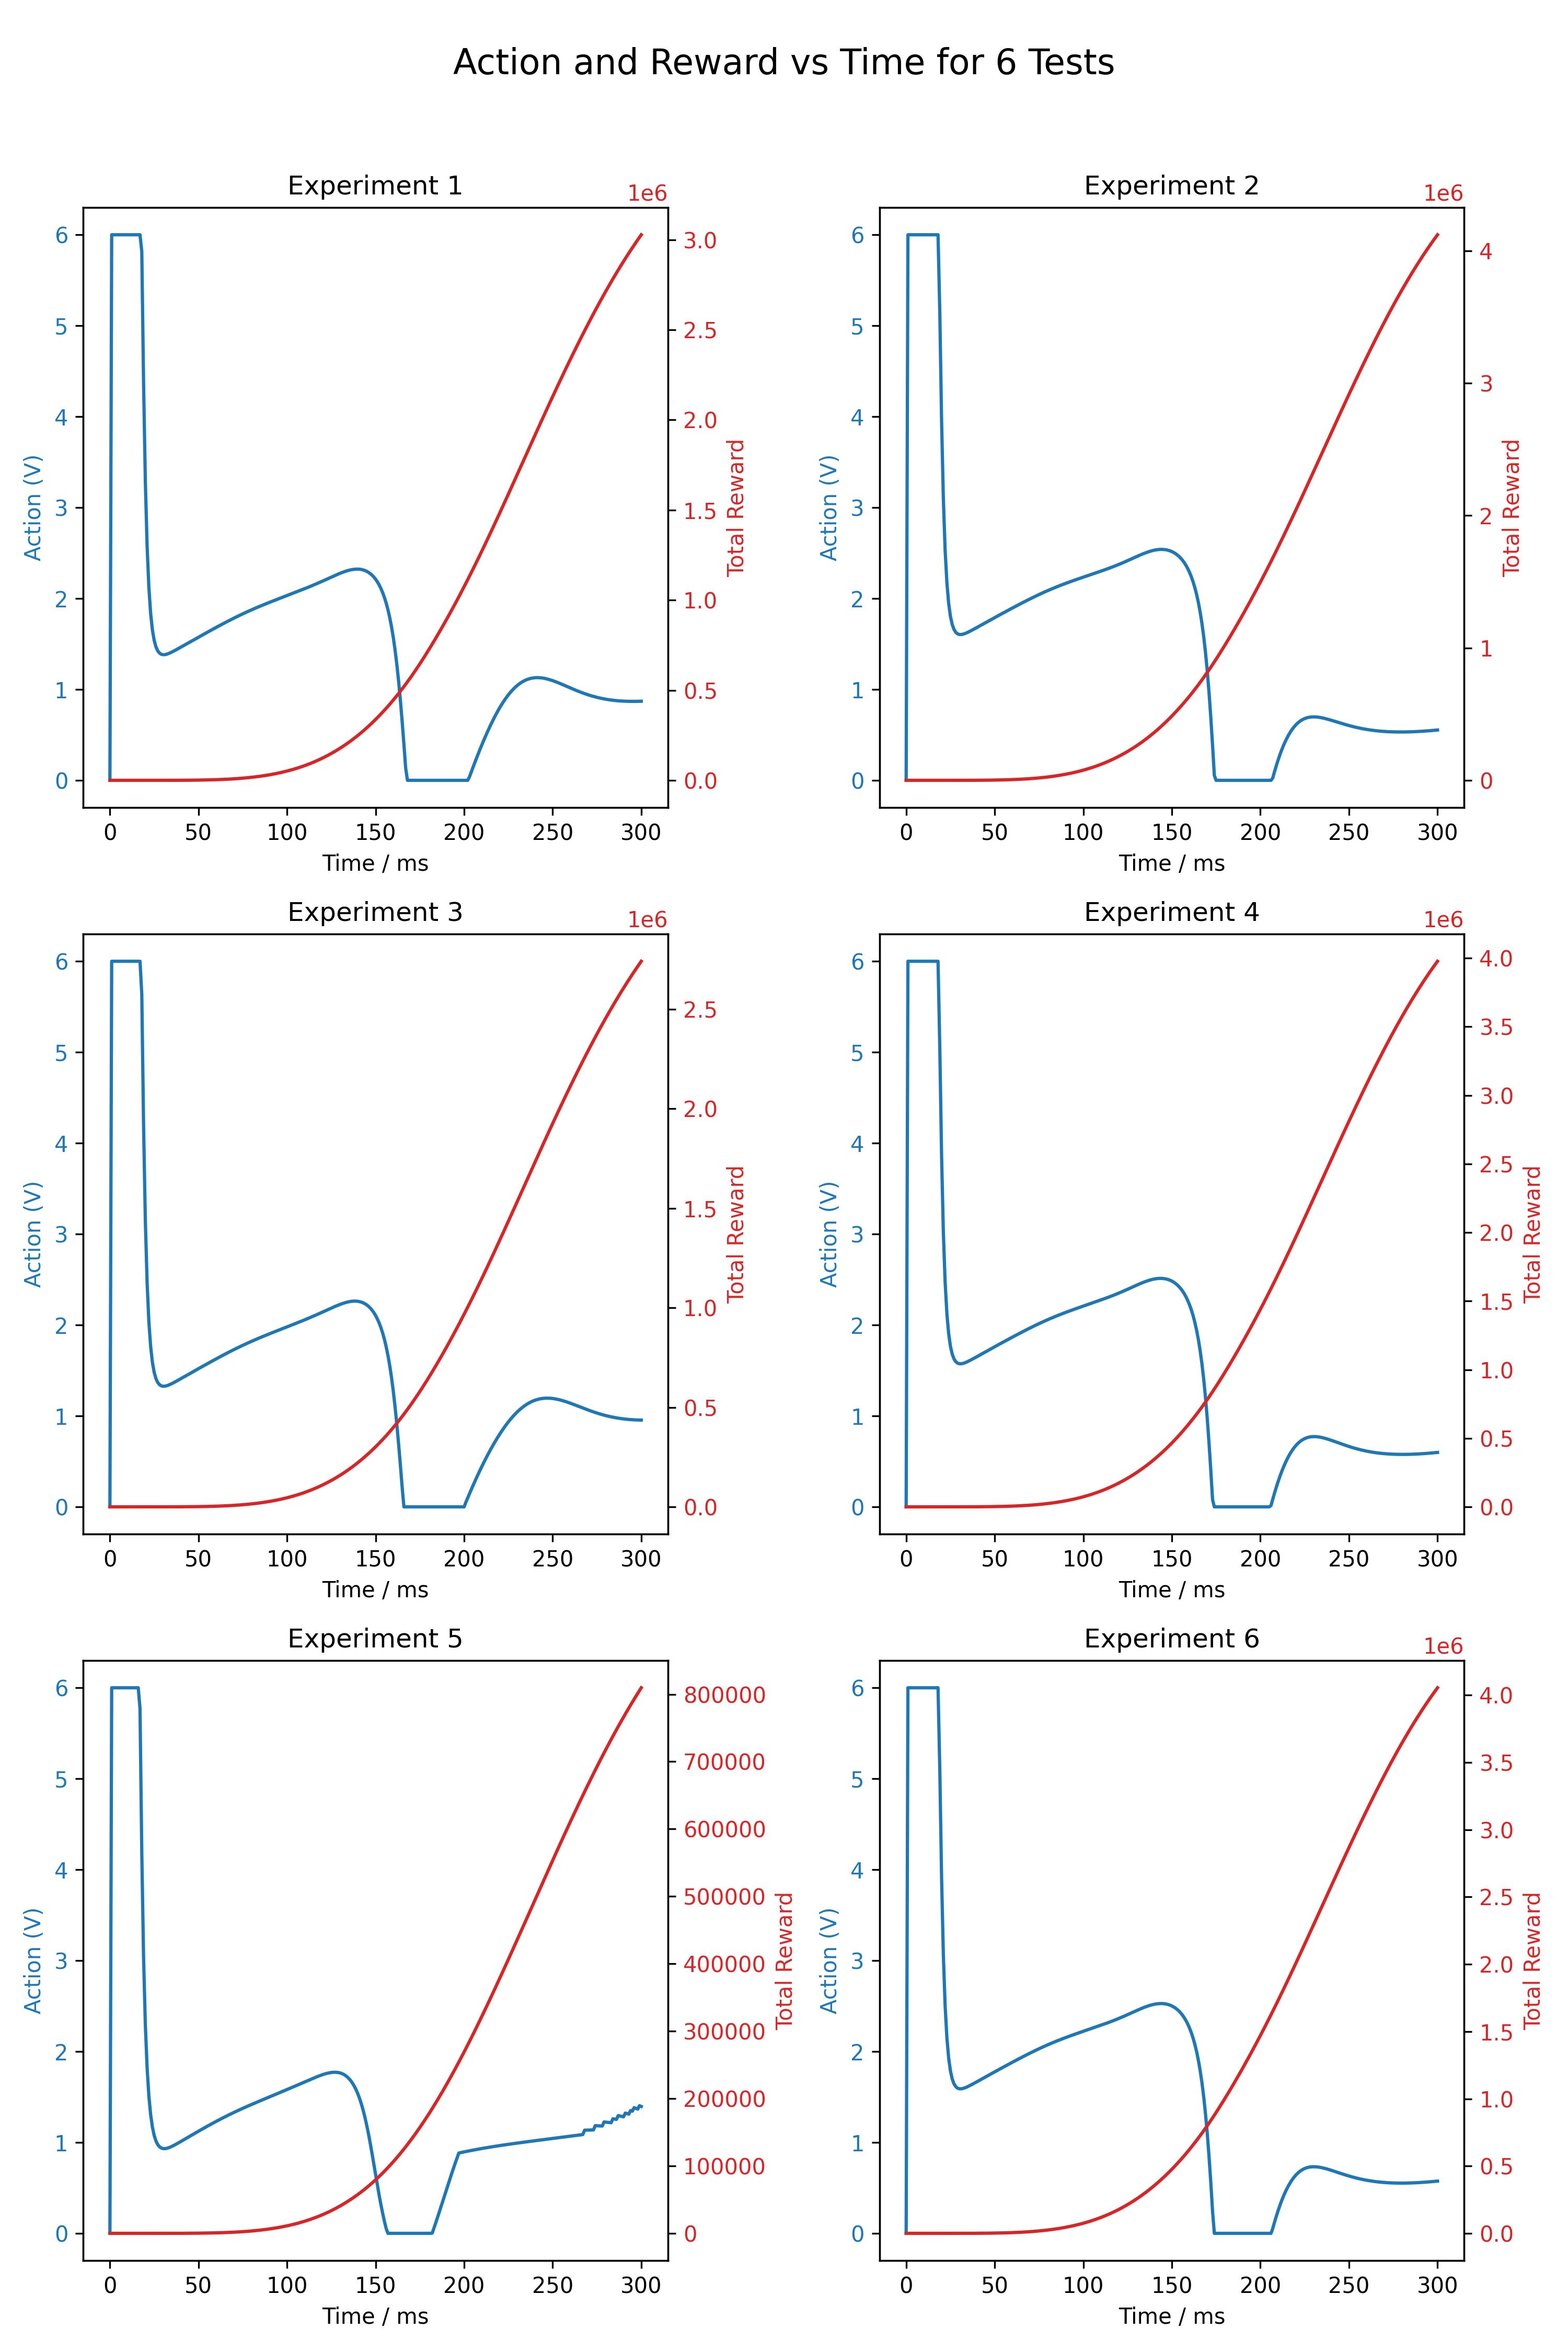 Action and Reward vs Time for 6 Tests
Experiment 1
1e6
6
5
4
3
2
1
0
Action (V)
3.0
2.5
2.0
1.5
1.0
0.5
0.0
Total Reward
0 50 100 150 200 250 300
Time / ms
Experiment 2
1e6
6
5
4
3
2
1
0
Action (V)
4
3
2
1
0
Total Reward
0 50 100 150 200 250 300
Time / ms
Experiment 3
1e6
6
5
4
3
2
1
0
Action (V)
2.5
2.0
1.5
1.0
0.5
0.0
Total Reward
0 50 100 150 200 250 300
Time / ms
Experiment 4
1e6
6
5
4
3
2
1
0
Action (V)
4.0
3.5
3.0
2.5
2.0
1.5
1.0
0.5
0.0
Total Reward
0 50 100 150 200 250 300
Time / ms
Experiment 5
6
5
4
3
2
1
0
Action (V)
800000
700000
600000
500000
400000
300000
200000
100000
0
Total Reward
0 50 100 150 200 250 300
Time / ms
Experiment 6
1e6
6
5
4
3
2
1
0
Action (V)
4.0
3.5
3.0
2.5
2.0
1.5
1.0
0.5
0.0
Total Reward
0 50 100 150 200 250 300
Time / ms